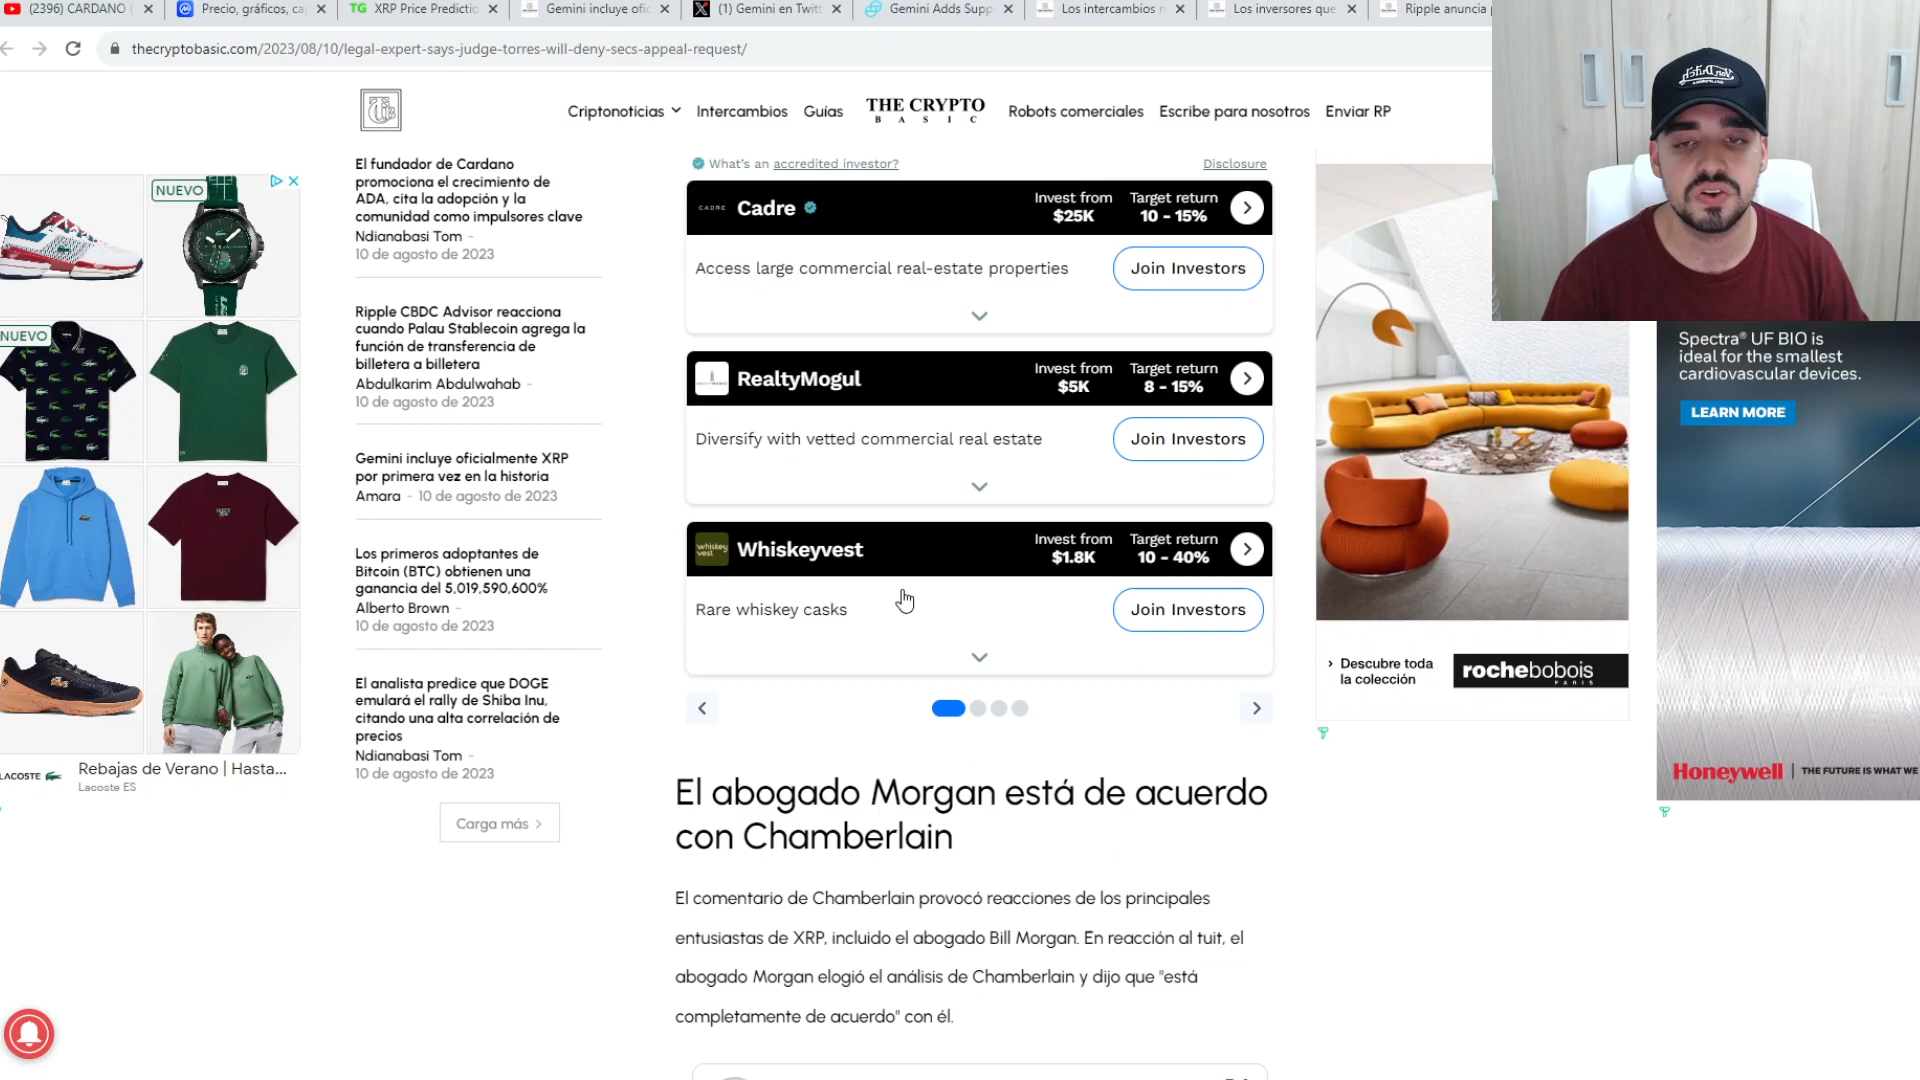 (2396) CARDANO (
Precio, gráficos, ca
TG XRP Price Predictio
Gemini incluye ofic
(1) Gemini en Twitt
Gemini Adds Supp
Los intercambios n
Los inversores que
Ripple anuncia p
thecryptobasic.com/2023/08/10/legal-expert-says-judge-torres-will-deny-secs-appeal-request/
Criptonoticias
Intercambios
Guías
THE CRYPTO
BASIC
Robots comerciales
Escribe para nosotros
Enviar RP
NUEVO
NUEVO
LACOSTE
Rebajas de Verano | Hasta...
Lacoste ES
El fundador de Cardano
promociona el crecimiento de
ADA, cita la adopción y la
comunidad como impulsores clave
Ndianabasi Tom -
10 de agosto de 2023
Ripple CBDC Advisor reacciona
cuando Palau Stablecoin agrega la
función de transferencia de
billetera a billetera
Abdulkarim Abdulwahab -
10 de agosto de 2023
Gemini incluye oficialmente XRP
por primera vez en la historia
Amara - 10 de agosto de 2023
Los primeros adoptantes de
Bitcoin (BTC) obtienen una
ganancia del 5,019,590,600%
Alberto Brown -
10 de agosto de 2023
El analista predice que DOGE
emulará el rally de Shiba Inu,
citando una alta correlación de
precios
Ndianabasi Tom -
10 de agosto de 2023
Carga más
What's an accredited investor?
Disclosure
CADRE
Cadre
Invest from
$25K
Target return
10 - 15%
Access large commercial real-estate properties
Join Investors
RealtyMogul
Invest from
$5K
Target return
8 - 15%
Diversify with vetted commercial real estate
Join Investors
whiskey
vest
Whiskeyvest
Invest from
$1.8K
Target return
10 - 40%
Rare whiskey casks
Join Investors
El abogado Morgan está de acuerdo
con Chamberlain
El comentario de Chamberlain provocó reacciones de los principales
entusiastas de XRP, incluido el abogado Bill Morgan. En reacción al tuit, el
abogado Morgan elogió el análisis de Chamberlain y dijo que "está
completamente de acuerdo" con él.
Descubre toda
la colección
rochebobois
PARIS
Von Dutch
Spectra® UF BIO is
ideal for the smallest
cardiovascular devices.
LEARN MORE
Honeywell | THE FUTURE IS WHAT WE